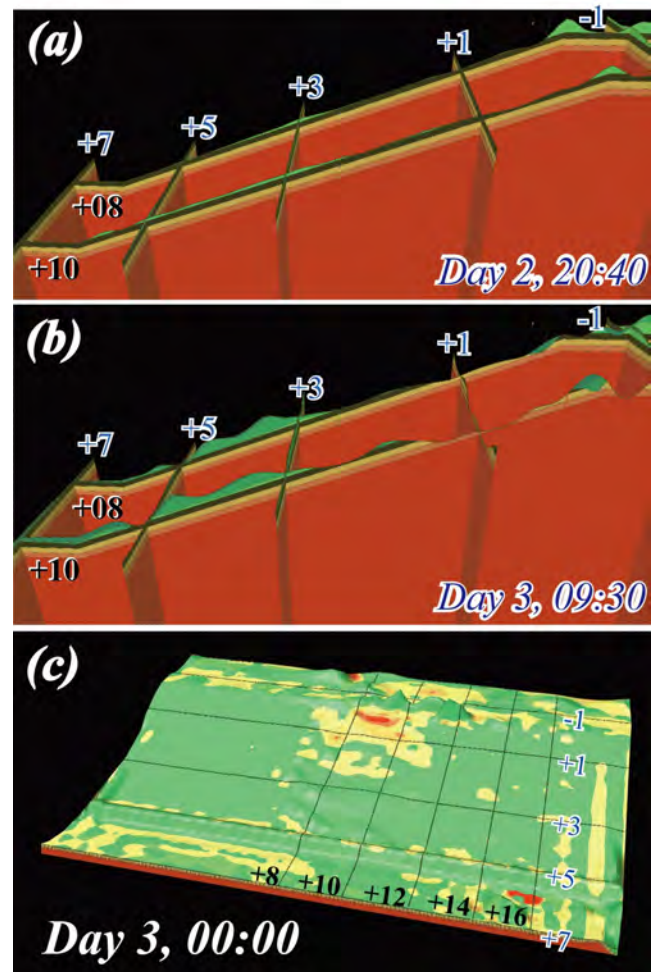 (a)
-1
+1
+3
+5
+7
+08
+10
Day 2, 20:40
(b)
-1
+1
+3
+5
+7
+08
+10
Day 3, 09:30
(c)
-1
+1
+3
+5
+8 +10 +12 +14 +16
+7
Day 3, 00:00